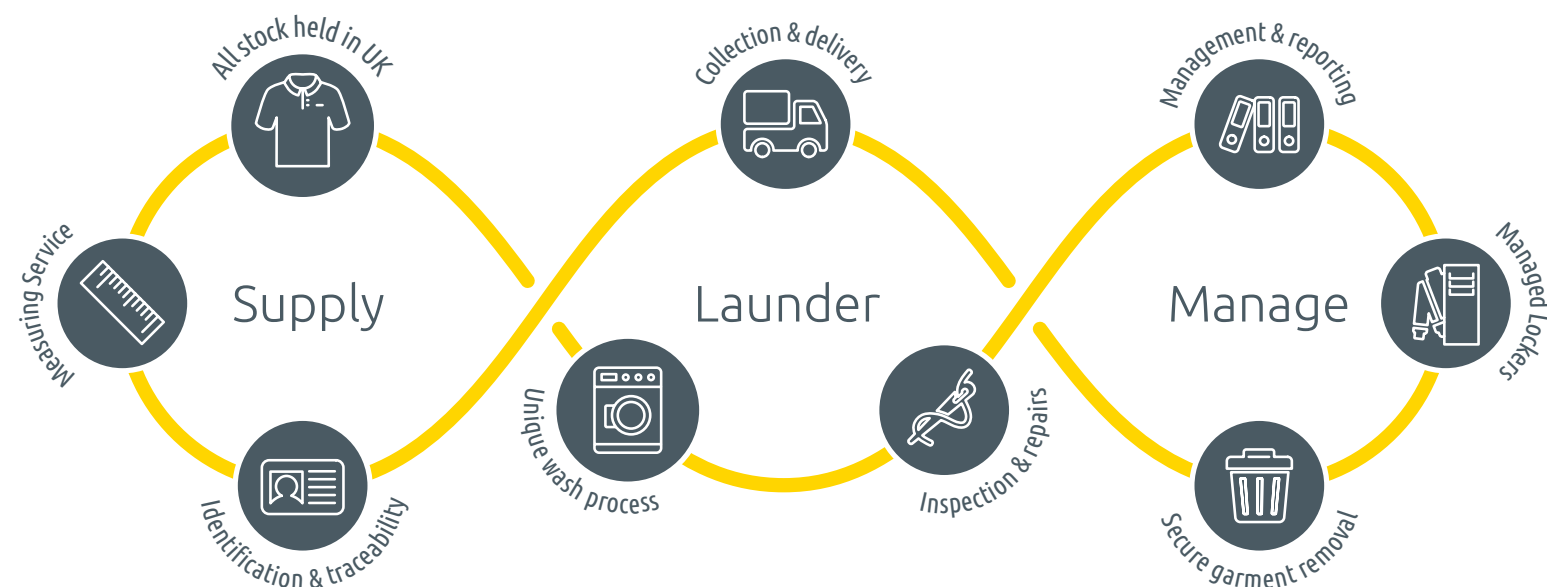 All stock held in UK
Measuring Service
Supply
Identification & traceability
Collection & delivery
Launder
Unique wash process
Inspection & repairs
Management & reporting
Manage
Managed Lockers
Secure garment removal